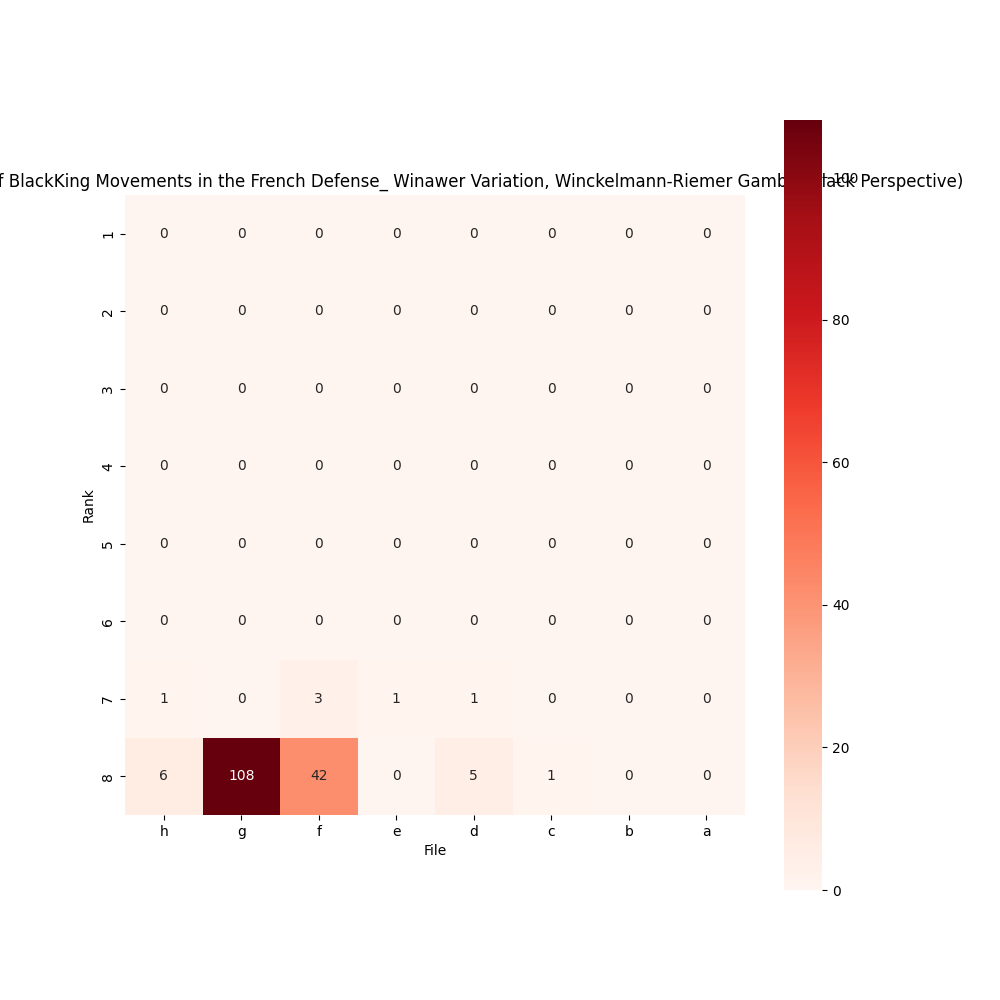 f BlackKing Movements in the French Defense_ Winawer Variation, Winckelmann-Riemer Gamb lack Perspective)
100
80
60
40
20
0
Rank
1 0 0 0 0 0 0 0 0
2 0 0 0 0 0 0 0 0
3 0 0 0 0 0 0 0 0
4 0 0 0 0 0 0 0 0
5 0 0 0 0 0 0 0 0
6 0 0 0 0 0 0 0 0
7 1 0 3 1 1 0 0 0
8 6 108 42 0 5 1 0 0
h g f e d c b a
File